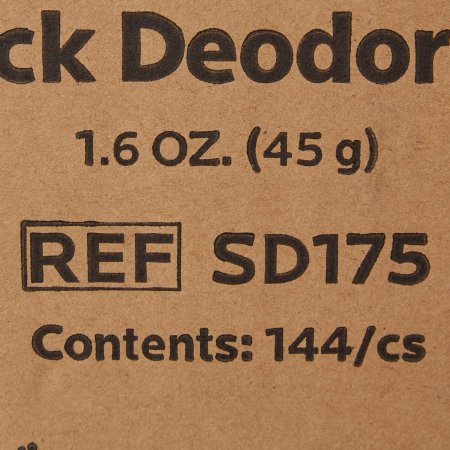 ck Deodor
1.6 OZ. (45 g)
REF SD175
Contents: 144/cs